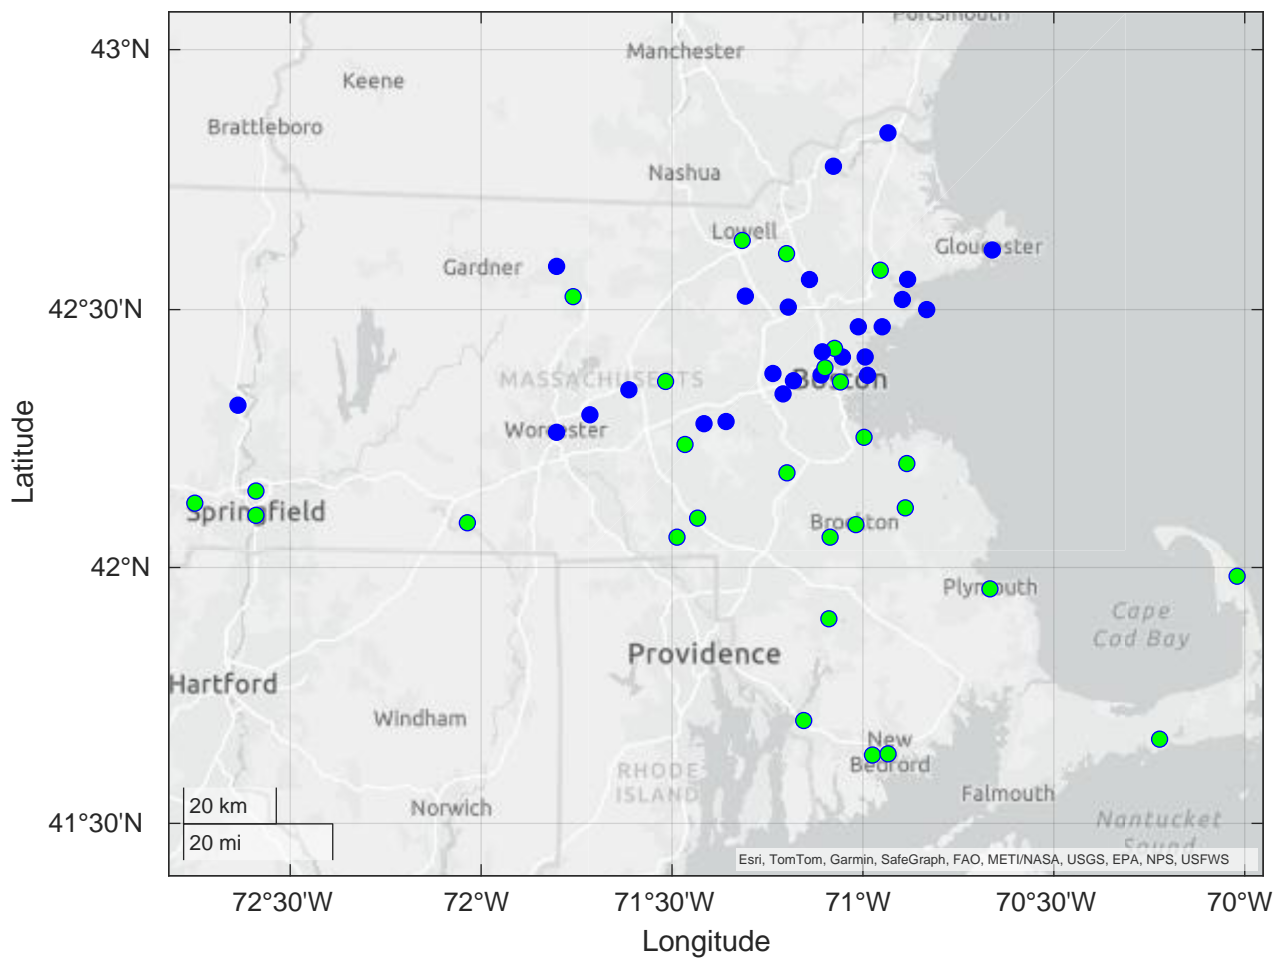 Portsmouth
43°N
Manchester
Keene
Brattleboro
Nashua
Lowell
Gloucester
Gardner
42°30'N
MASSACHUSETTS
Boston
Worcester
Latitude
Springfield
Brockton
42°N
Plymouth
Cape
Cod Bay
Providence
Hartford
Windham
New
Bedford
RHODE
ISLAND
Falmouth
Norwich
20 km
Nantucket
Sound
41°30'N
20 mi
Esri, TomTom, Garmin, SafeGraph, FAO, METI/NASA, USGS, EPA, NPS, USFWS
72°30'W 72°W 71°30'W 71°W 70°30'W 70°W
Longitude